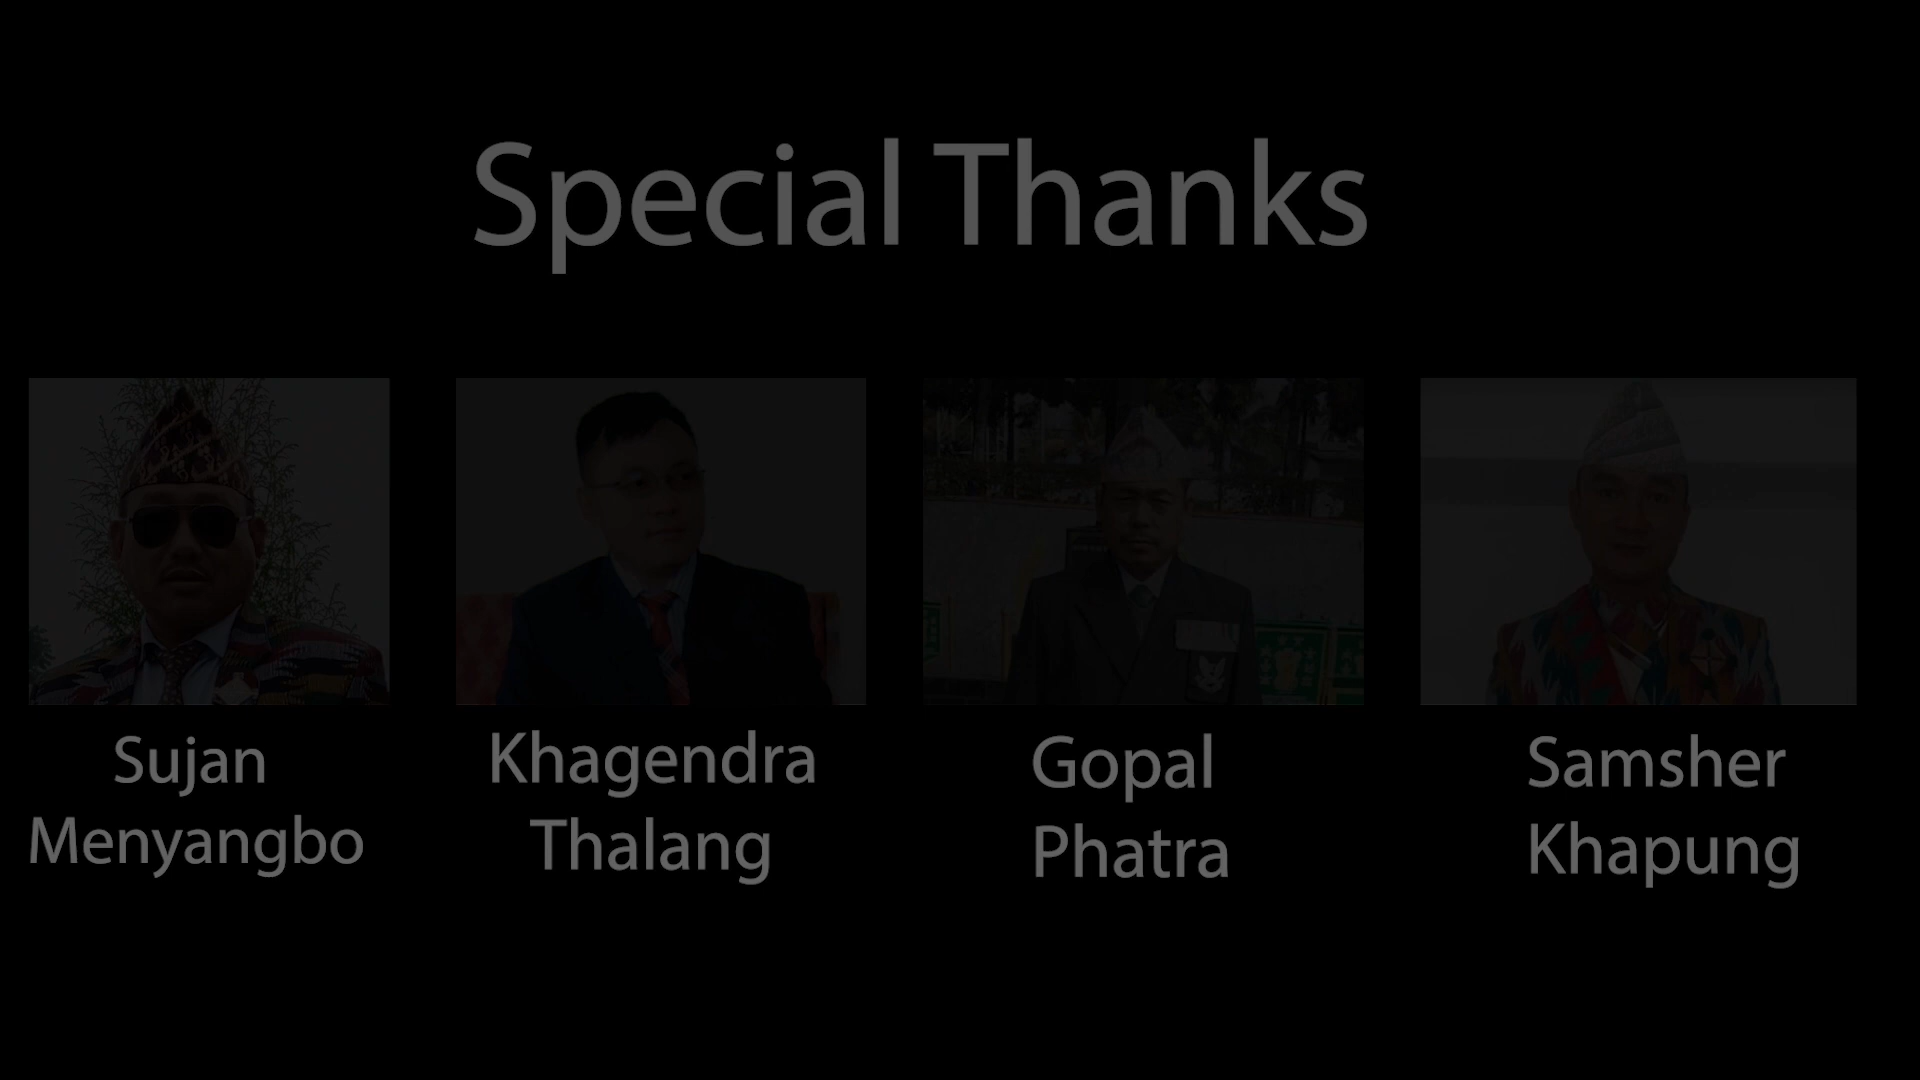 Special Thanks
Sujan
Menyangbo
Khagendra
Thalang
Gopal
Phatra
Samsher
Khapung